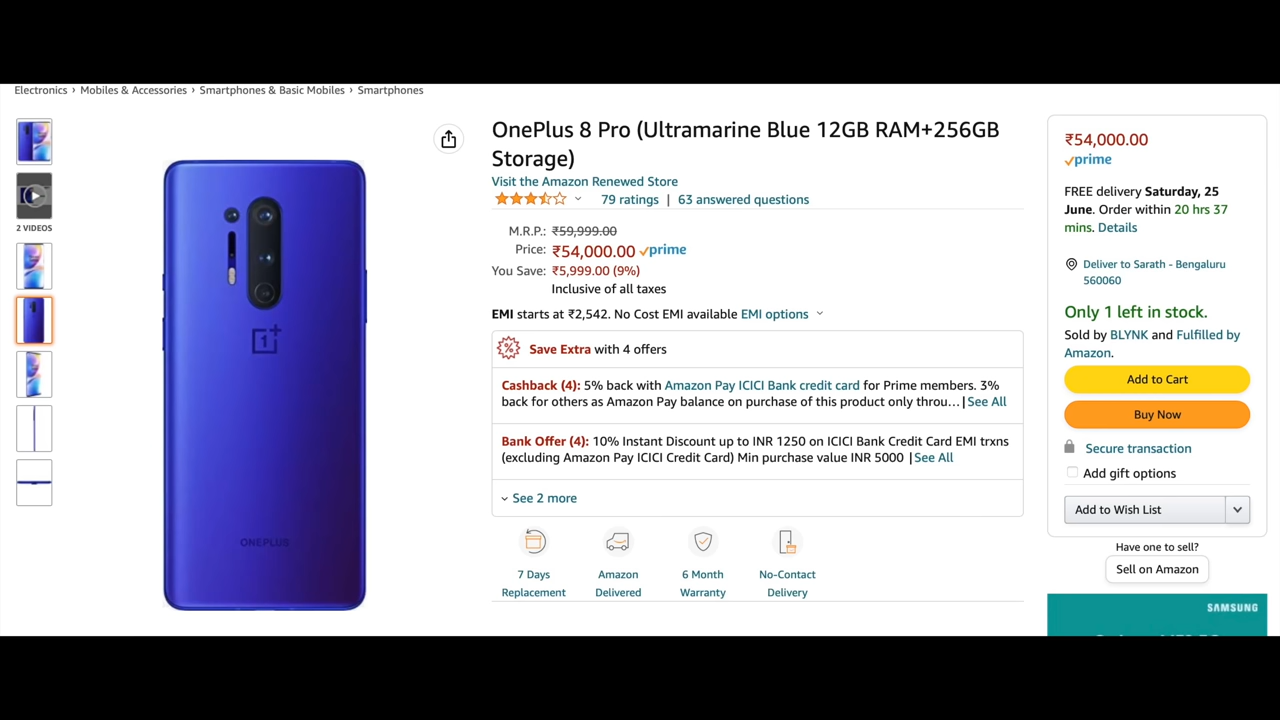 Electronics › Mobiles & Accessories › Smartphones & Basic Mobiles › Smartphones
2 VIDEOS
1+
ONEPLUS
OnePlus 8 Pro (Ultramarine Blue 12GB RAM+256GB
Storage)
Visit the Amazon Renewed Store
79 ratings | 63 answered questions
M.R.P.: ₹59,999.00
Price: ₹54,000.00 prime
You Save: ₹5,999.00 (9%)
Inclusive of all taxes
EMI starts at ₹2,542. No Cost EMI available EMI options
% Save Extra with 4 offers
Cashback (4): 5% back with Amazon Pay ICICI Bank credit card for Prime members. 3%
back for others as Amazon Pay balance on purchase of this product only throu… | See All
Bank Offer (4): 10% Instant Discount up to INR 1250 on ICICI Bank Credit Card EMI trxns
(excluding Amazon Pay ICICI Credit Card) Min purchase value INR 5000 | See All
See 2 more
7 Days
Replacement
Amazon
Delivered
6 Month
Warranty
No-Contact
Delivery
₹54,000.00
prime
FREE delivery Saturday, 25
June. Order within 20 hrs 37
mins. Details
Deliver to Sarath - Bengaluru
560060
Only 1 left in stock.
Sold by BLYNK and Fulfilled by
Amazon.
Add to Cart
Buy Now
Secure transaction
Add gift options
Add to Wish List
Have one to sell?
Sell on Amazon
SAMSUNG